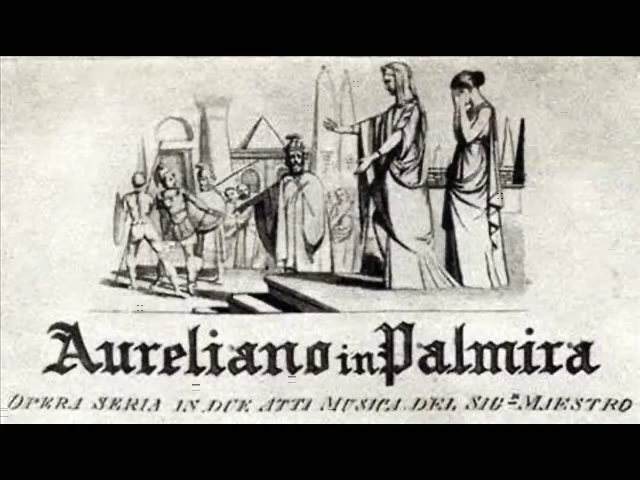 Aureliano in Palmira
OPERA SERIA IN DUE ATTI MUSICA DEL SIG.R MAESTRO